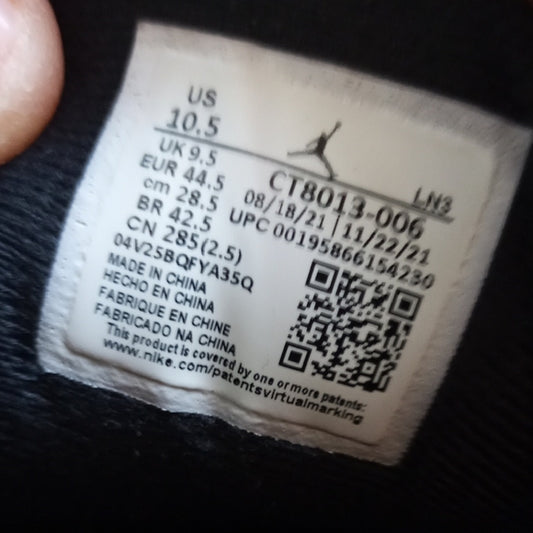 US
10.5
UK 9.5
EUR 44.5
cm 28.5
BR 42.5
CN 285(2.5)
04V25BQFYA35Q
MADE IN CHINA
HECHO EN CHINA
FABRIQUE EN CHINE
FABRICADO NA CHINA
This product is covered by one or more patents:
www.nike.com/patentsvirtualmarking
LN3
CT8013-006
08/18/21 | 11/22/21
UPC 00195866154230